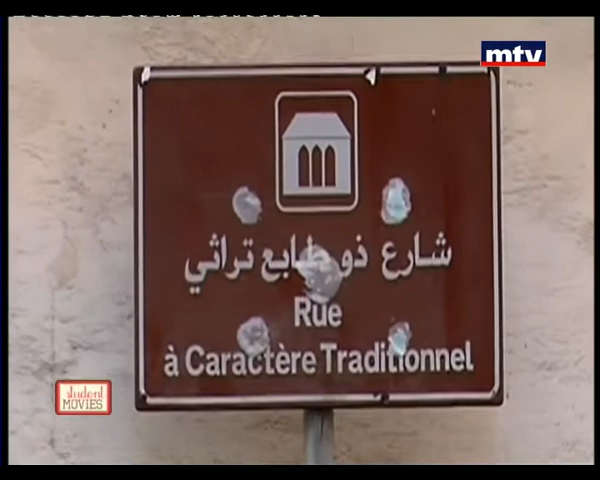 mtv
شارع ذو طابع تراثي
Rue
à Caractère Traditionnel
student
MOVIES